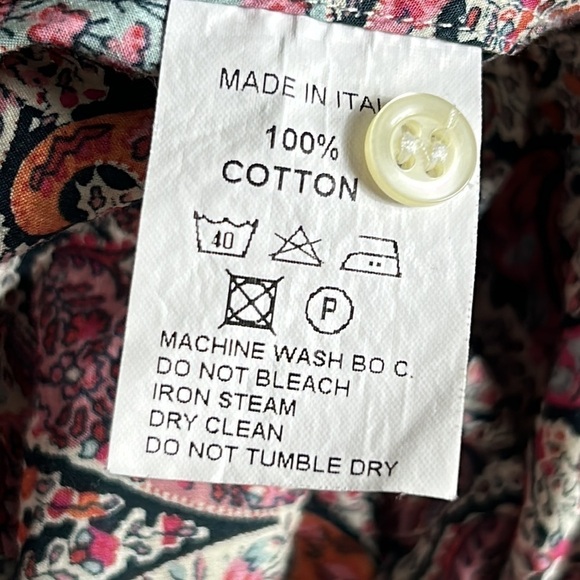 MADE IN ITAL
100%
COTTON
40
P
MACHINE WASH BO C.
DO NOT BLEACH
IRON STEAM
DRY CLEAN
DO NOT TUMBLE DRY